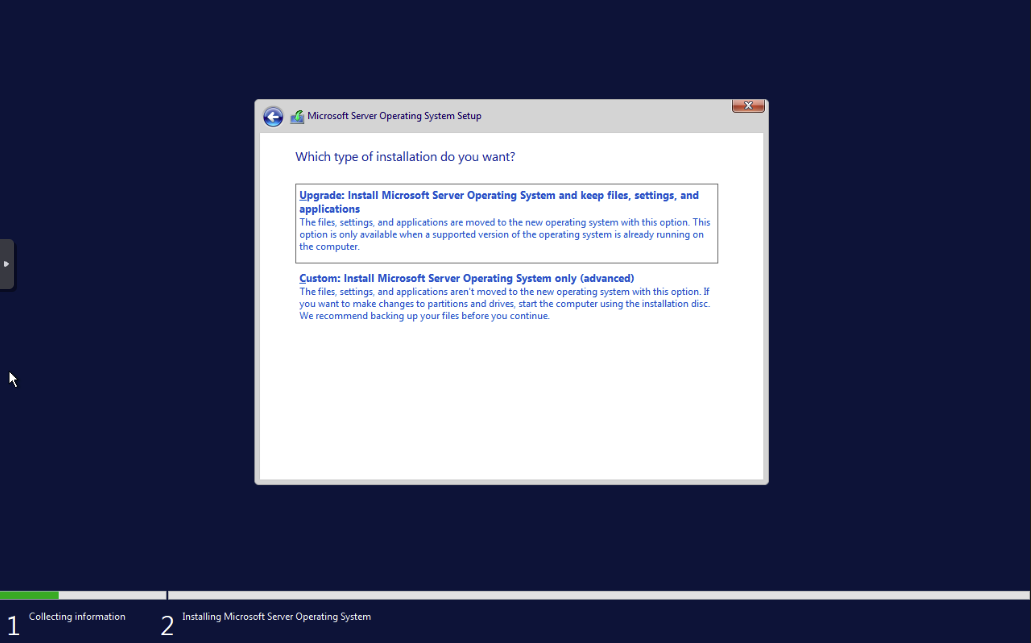 Microsoft Server Operating System Setup
Which type of installation do you want?
Upgrade: Install Microsoft Server Operating System and keep files, settings, and
applications
The files, settings, and applications are moved to the new operating system with this option. This
option is only available when a supported version of the operating system is already running on
the computer.
Custom: Install Microsoft Server Operating System only (advanced)
The files, settings, and applications aren't moved to the new operating system with this option. If
you want to make changes to partitions and drives, start the computer using the installation disc.
We recommend backing up your files before you continue.
1 Collecting information
2 Installing Microsoft Server Operating System